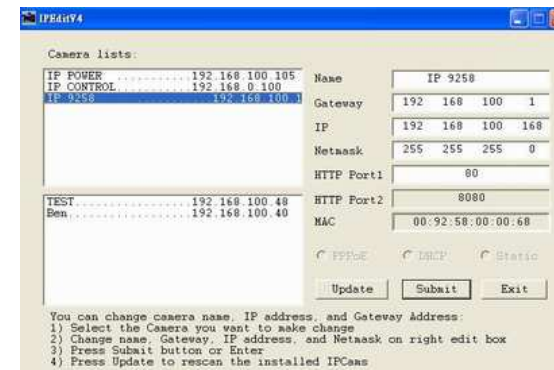 IPEditV4
Camera lists:
IP POWER ..........192.168.100.105
IP CONTROL.........192.168.0.100
IP 9258 ..........192.168.100.1
TEST...............192.168.100.48
Ben................192.168.100.40
Name IP 9258
Gateway 192 168 100 1
IP 192 168 100 168
Netmask 255 255 255 0
HTTP Port1 80
HTTP Port2 8080
MAC 00:92:58:00:00:68
PPPoE DHCP Static
Update Submit Exit
You can change camera name, IP address, and Gateway Address:
1) Select the Camera you want to make change
2) Change name, Gateway, IP address, and Netmask on right edit box
3) Press Submit button or Enter
4) Press Update to rescan the installed IPCams